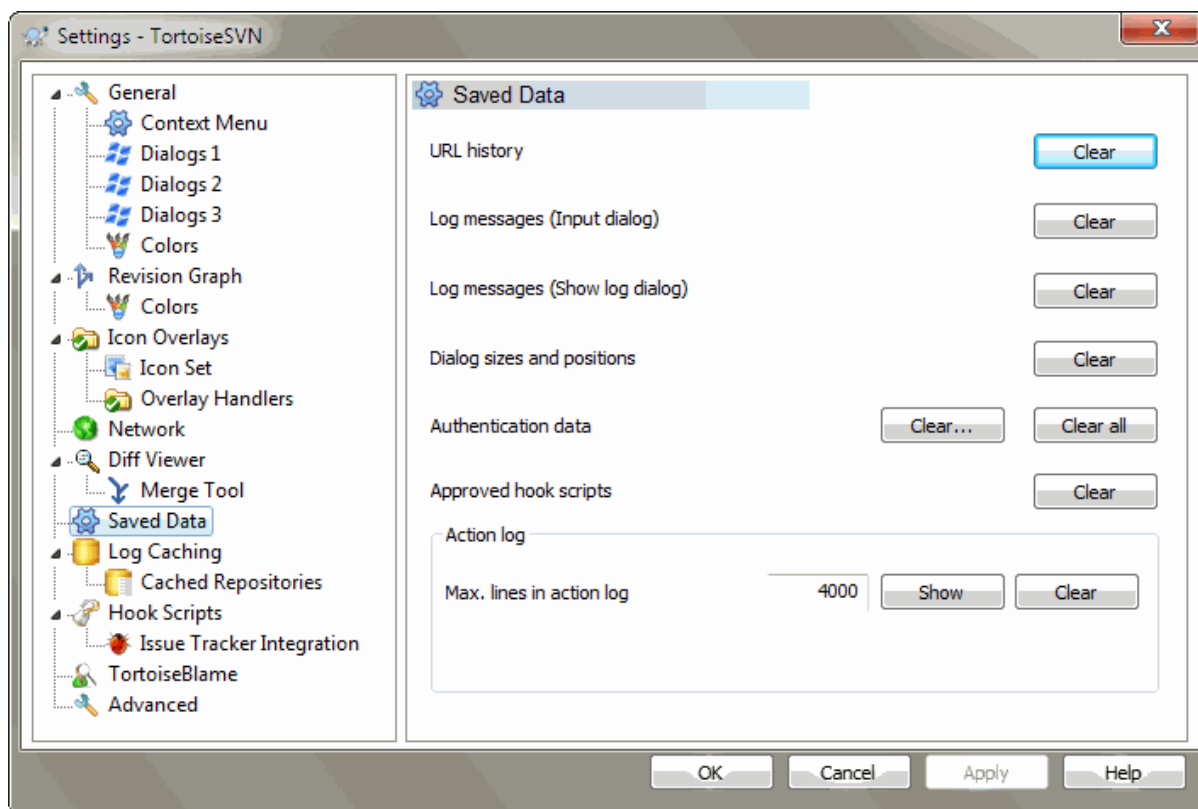 Settings - TortoiseSVN
General
Context Menu
Dialogs 1
Dialogs 2
Dialogs 3
Colors
Revision Graph
Colors
Icon Overlays
Icon Set
Overlay Handlers
Network
Diff Viewer
Merge Tool
Saved Data
Log Caching
Cached Repositories
Hook Scripts
Issue Tracker Integration
TortoiseBlame
Advanced
Saved Data
URL history Clear
Log messages (Input dialog) Clear
Log messages (Show log dialog) Clear
Dialog sizes and positions Clear
Authentication data Clear... Clear all
Approved hook scripts Clear
Action log
Max. lines in action log 4000 Show Clear
OK Cancel Apply Help